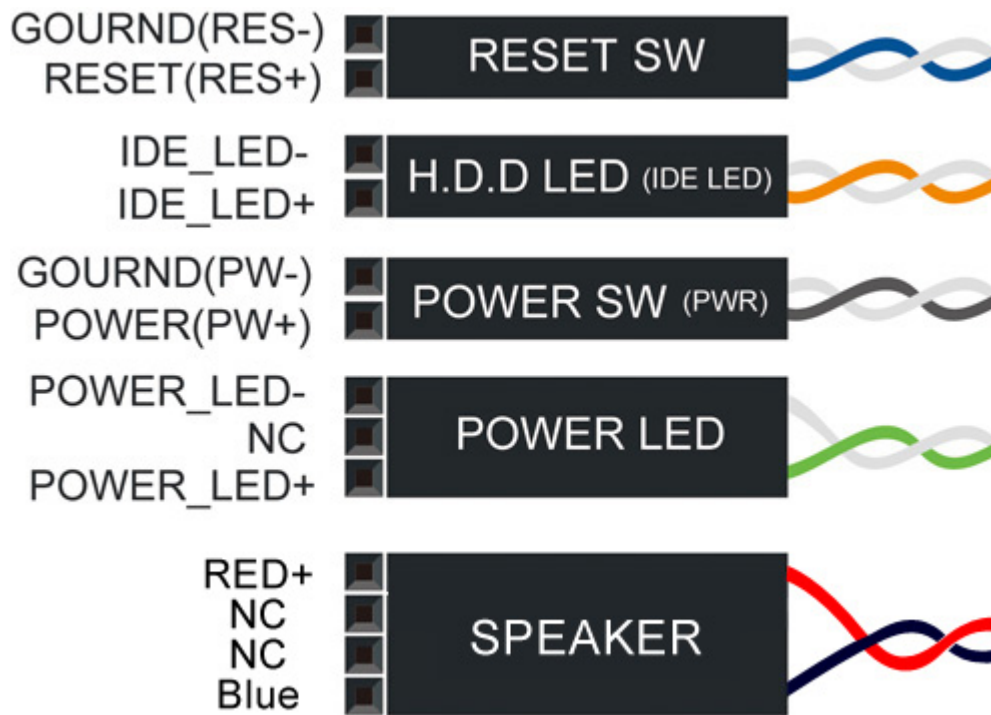 GOURND(RES-)
RESET(RES+)
RESET SW
IDE_LED-
IDE_LED+
H.D.D LED (IDE LED)
GOURND(PW-)
POWER(PW+)
POWER SW (PWR)
POWER_LED-
NC
POWER_LED+
POWER LED
RED+
NC
NC
Blue
SPEAKER